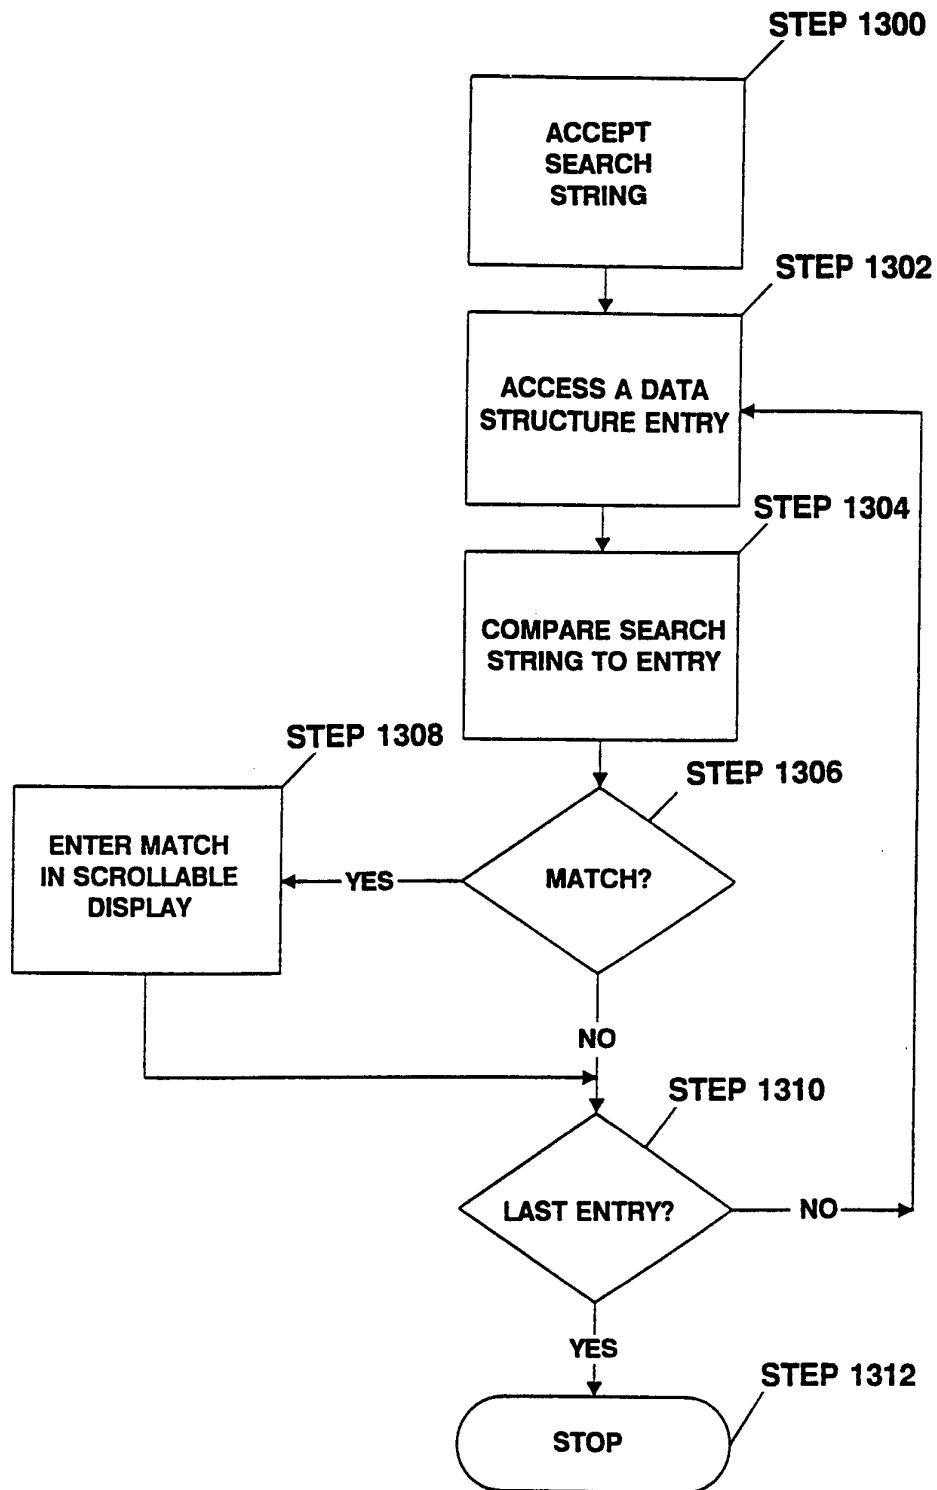 STEP 1300
ACCEPT
SEARCH
STRING
STEP 1302
ACCESS A DATA
STRUCTURE ENTRY
STEP 1304
COMPARE SEARCH
STRING TO ENTRY
STEP 1308
ENTER MATCH
IN SCROLLABLE
DISPLAY
YES
STEP 1306
MATCH?
NO
STEP 1310
LAST ENTRY?
NO
YES
STEP 1312
STOP